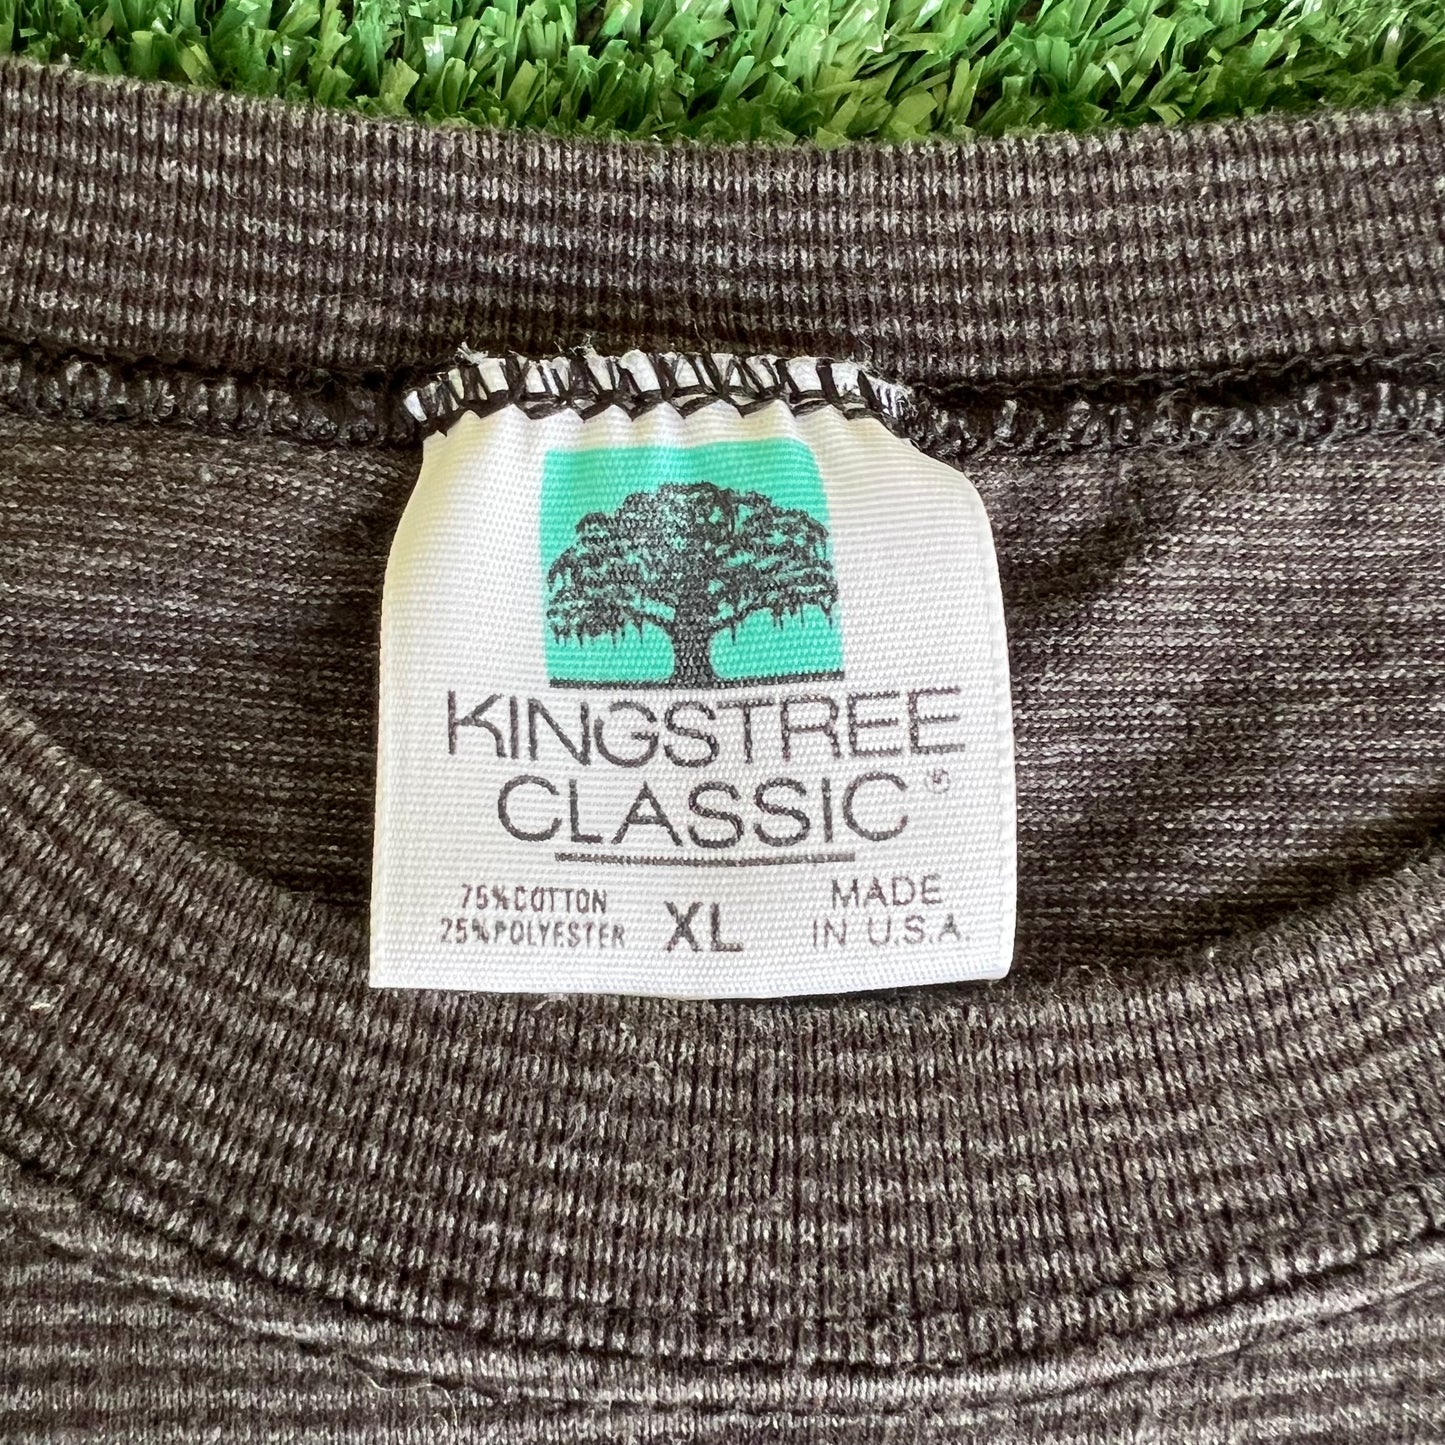 KINGSTREE
CLASSIC ®
75% COTTON
25% POLYESTER
XL
MADE
IN U.S.A.